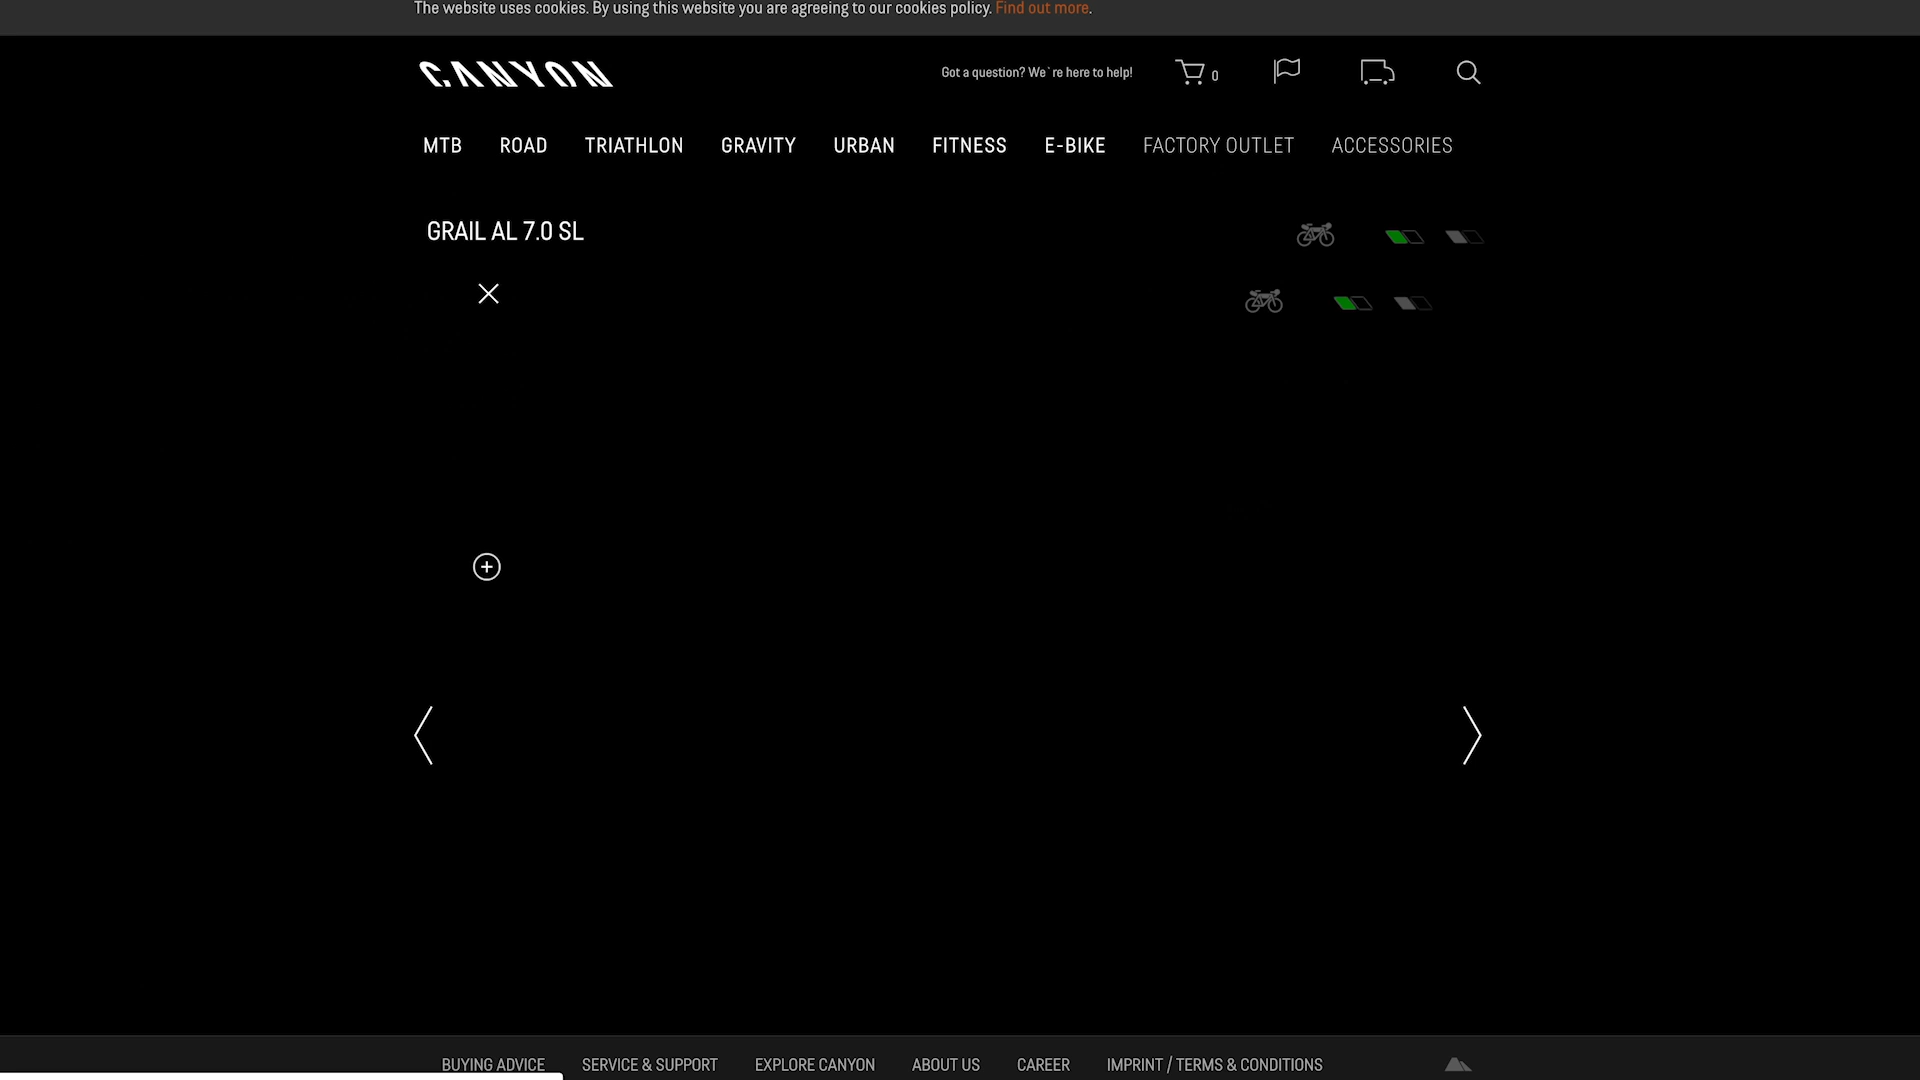 The website uses cookies. By using this website you are agreeing to our cookies policy. Find out more.
CANYON
Got a question? We`re here to help!
0
MTB ROAD TRIATHLON GRAVITY URBAN FITNESS E-BIKE FACTORY OUTLET ACCESSORIES
GRAIL AL 7.0 SL
BUYING ADVICE SERVICE & SUPPORT EXPLORE CANYON ABOUT US CAREER IMPRINT / TERMS & CONDITIONS